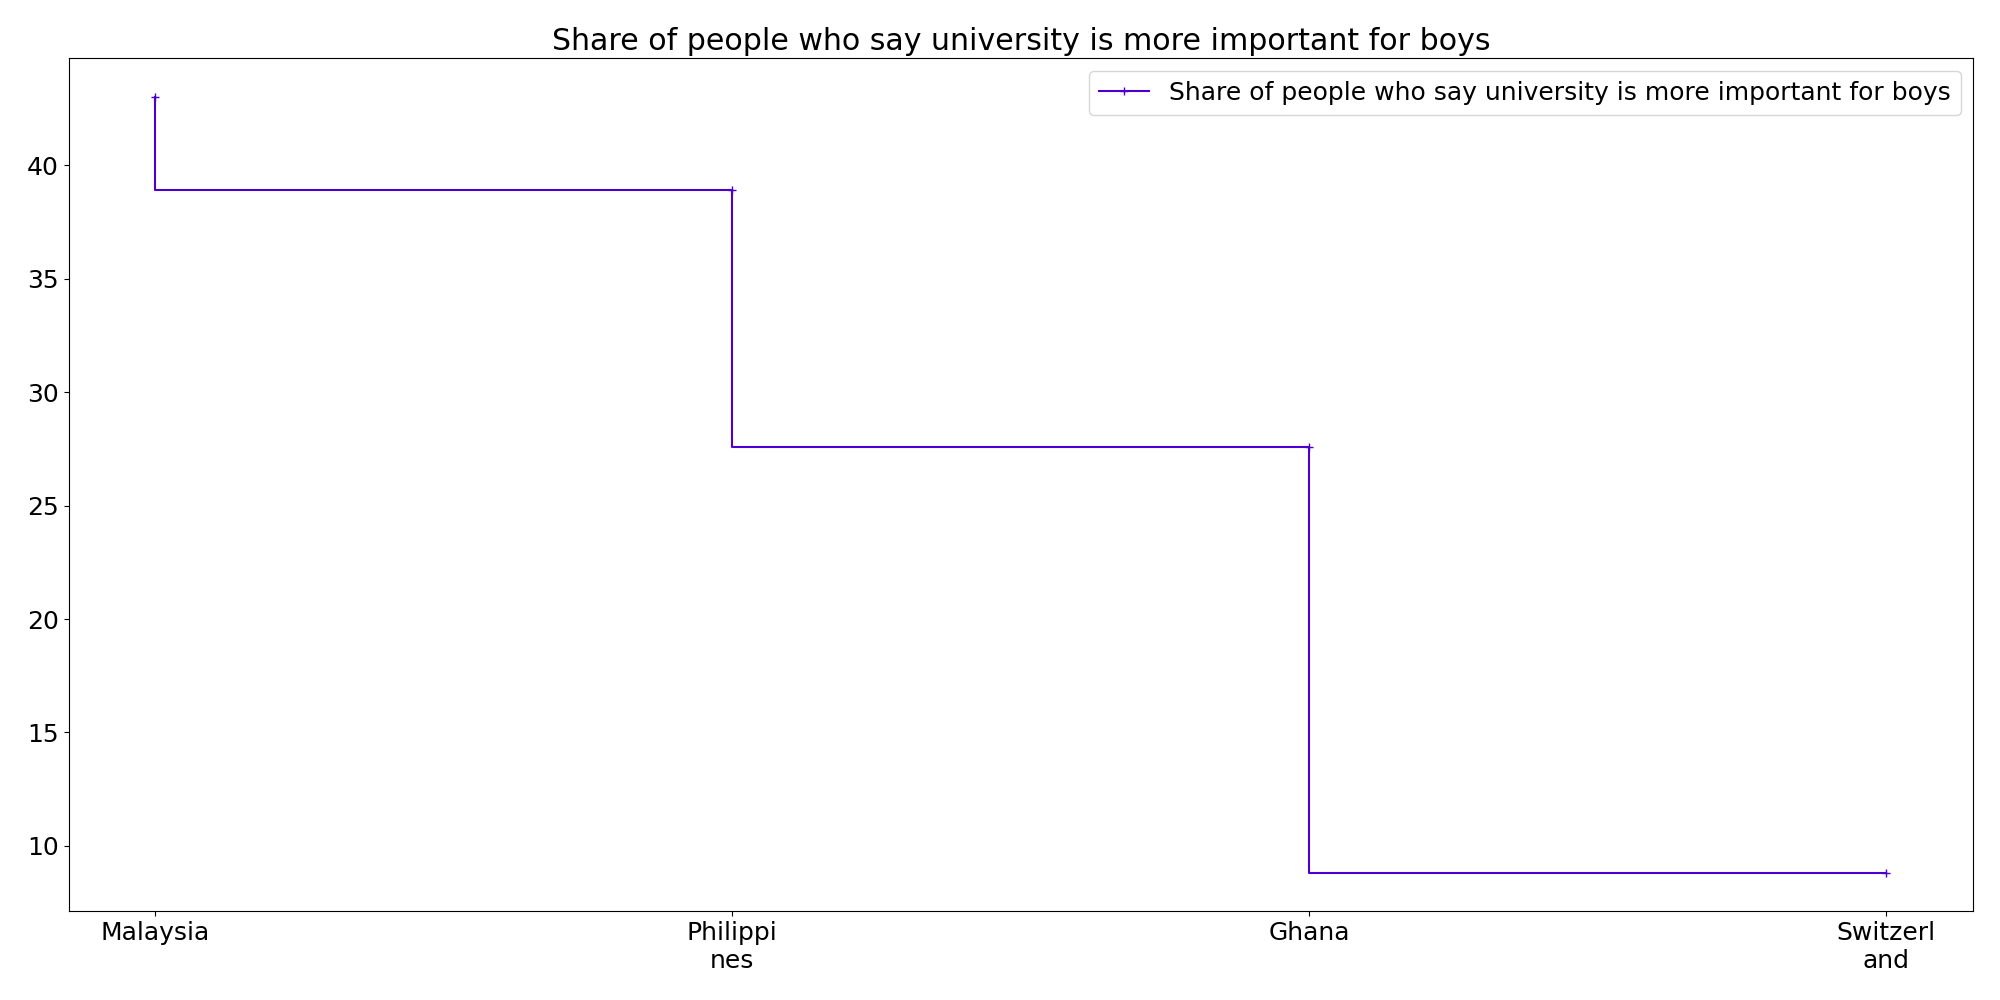 Share of people who say university is more important for boys
Share of people who say university is more important for boys
40
35
30
25
20
15
10
Malaysia
Philippi
nes
Ghana
Switzerl
and